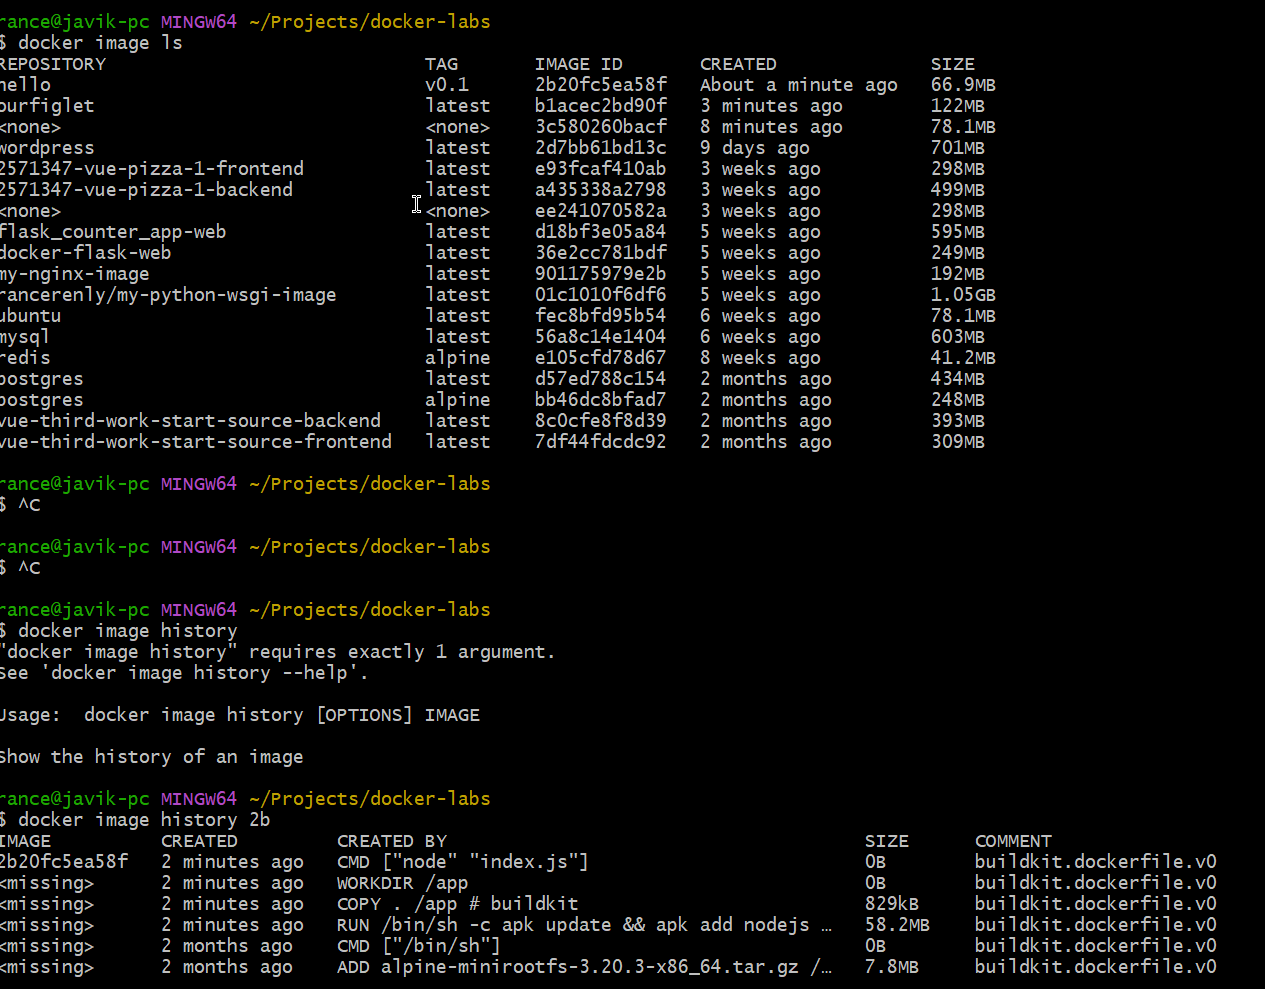 rance@javik-pc MINGW64 ~/Projects/docker-labs
$ docker image ls
REPOSITORY TAG IMAGE ID CREATED SIZE
hello v0.1 2b20fc5ea58f About a minute ago 66.9MB
ourfiglet latest b1acec2bd90f 3 minutes ago 122MB
<none> <none> 3c580260bacf 8 minutes ago 78.1MB
wordpress latest 2d7bb61bd13c 9 days ago 701MB
2571347-vue-pizza-1-frontend latest e93fcaf410ab 3 weeks ago 298MB
2571347-vue-pizza-1-backend latest a435338a2798 3 weeks ago 499MB
<none> <none> ee241070582a 3 weeks ago 298MB
flask_counter_app-web latest d18bf3e05a84 5 weeks ago 595MB
docker-flask-web latest 36e2cc781bdf 5 weeks ago 249MB
my-nginx-image latest 901175979e2b 5 weeks ago 192MB
rancerenly/my-python-wsgi-image latest 01c1010f6df6 5 weeks ago 1.05GB
ubuntu latest fec8bfd95b54 6 weeks ago 78.1MB
mysql latest 56a8c14e1404 6 weeks ago 603MB
redis alpine e105cfd78d67 8 weeks ago 41.2MB
postgres latest d57ed788c154 2 months ago 434MB
postgres alpine bb46dc8bfad7 2 months ago 248MB
vue-third-work-start-source-backend latest 8c0cfe8f8d39 2 months ago 393MB
vue-third-work-start-source-frontend latest 7df44fdcdc92 2 months ago 309MB
rance@javik-pc MINGW64 ~/Projects/docker-labs
$ ^C
rance@javik-pc MINGW64 ~/Projects/docker-labs
$ ^C
rance@javik-pc MINGW64 ~/Projects/docker-labs
$ docker image history
"docker image history" requires exactly 1 argument.
See 'docker image history --help'.
Usage:  docker image history [OPTIONS] IMAGE
Show the history of an image
rance@javik-pc MINGW64 ~/Projects/docker-labs
$ docker image history 2b
IMAGE CREATED CREATED BY SIZE COMMENT
2b20fc5ea58f 2 minutes ago CMD ["node" "index.js"] 0B buildkit.dockerfile.v0
<missing> 2 minutes ago WORKDIR /app 0B buildkit.dockerfile.v0
<missing> 2 minutes ago COPY . /app # buildkit 829kB buildkit.dockerfile.v0
<missing> 2 minutes ago RUN /bin/sh -c apk update && apk add nodejs … 58.2MB buildkit.dockerfile.v0
<missing> 2 months ago CMD ["/bin/sh"] 0B buildkit.dockerfile.v0
<missing> 2 months ago ADD alpine-minirootfs-3.20.3-x86_64.tar.gz /… 7.8MB buildkit.dockerfile.v0